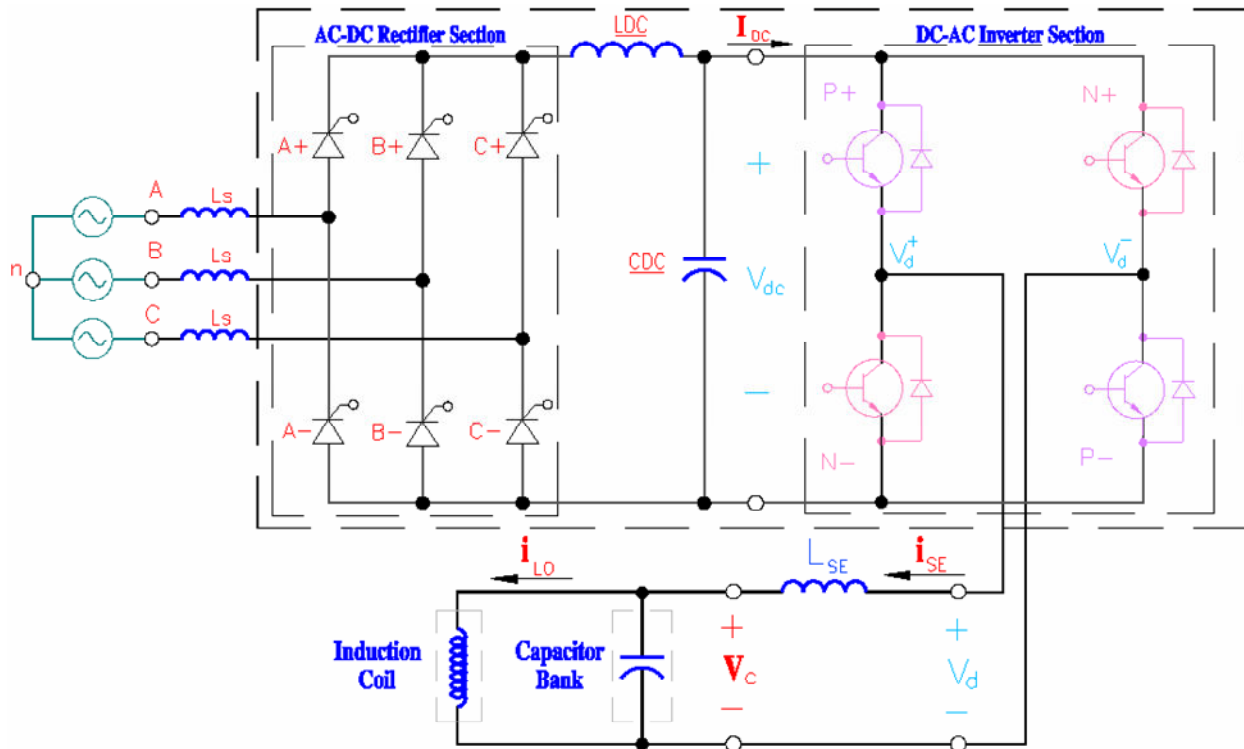 AC-DC Rectifier Section
LDC
I DC
DC-AC Inverter Section
P+
N+
A+
B+
C+
+
A
Ls
n
B
Ls
C
Ls
CDC
Vdc
Vd+
Vd-
A-
B-
C-
-
N-
P-
iLO
LSE
iSE
Induction
Coil
Capacitor
Bank
+
Vc
-
+
Vd
-